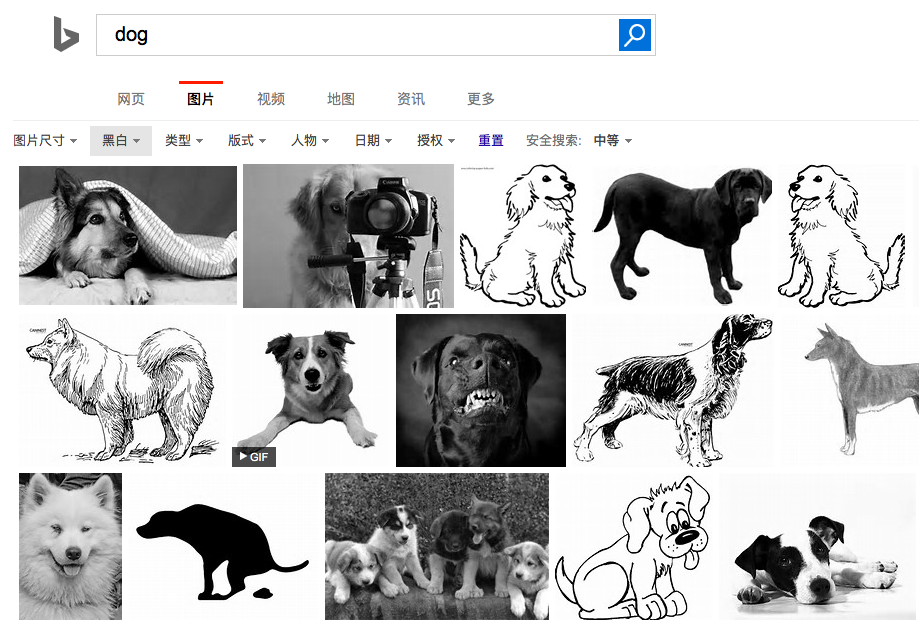 dog
网页 图片 视频 地图 资讯 更多
图片尺寸 黑白 类型 版式 人物 日期 授权 重置 安全搜索: 中等
Canon
GIF